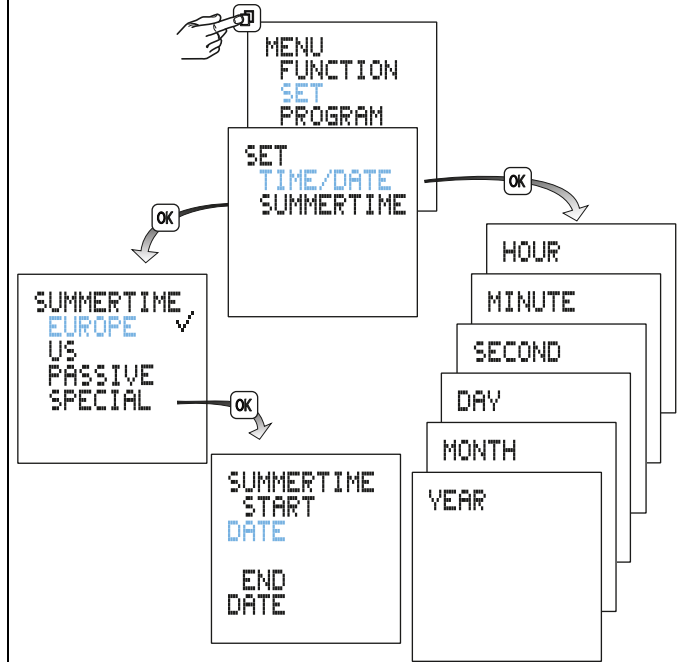 MENU
FUNCTION
SET
PROGRAM
SET
TIME/DATE
SUMMERTIME
OK
OK
SUMMERTIME
EUROPE
US
PASSIVE
SPECIAL
OK
SUMMERTIME
START
DATE
END
DATE
HOUR
MINUTE
SECOND
DAY
MONTH
YEAR